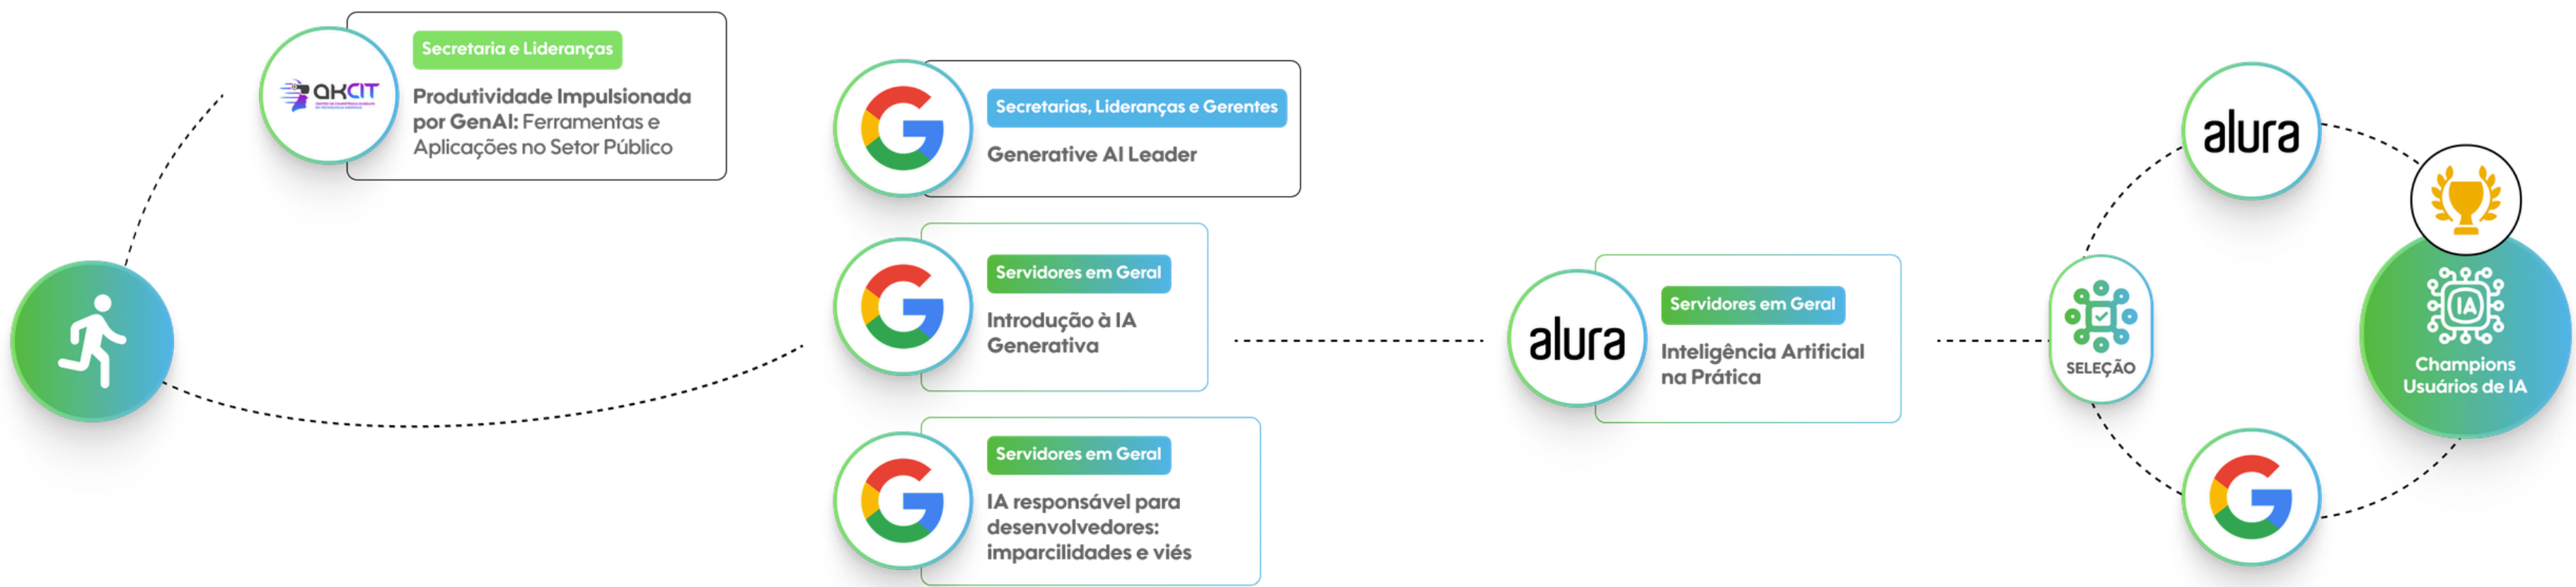 AKCIT
Secretaria e Lideranças
Produtividade Impulsionada
por GenAI: Ferramentas e
Aplicações no Setor Público
Secretarias, Lideranças e Gerentes
Generative AI Leader
Servidores em Geral
Introdução à IA
Generativa
Servidores em Geral
IA responsável para
desenvolvedores:
imparcilidades e viés
alura
Servidores em Geral
Inteligência Artificial
na Prática
SELEÇÃO
alura
IA
Champions
Usuários de IA